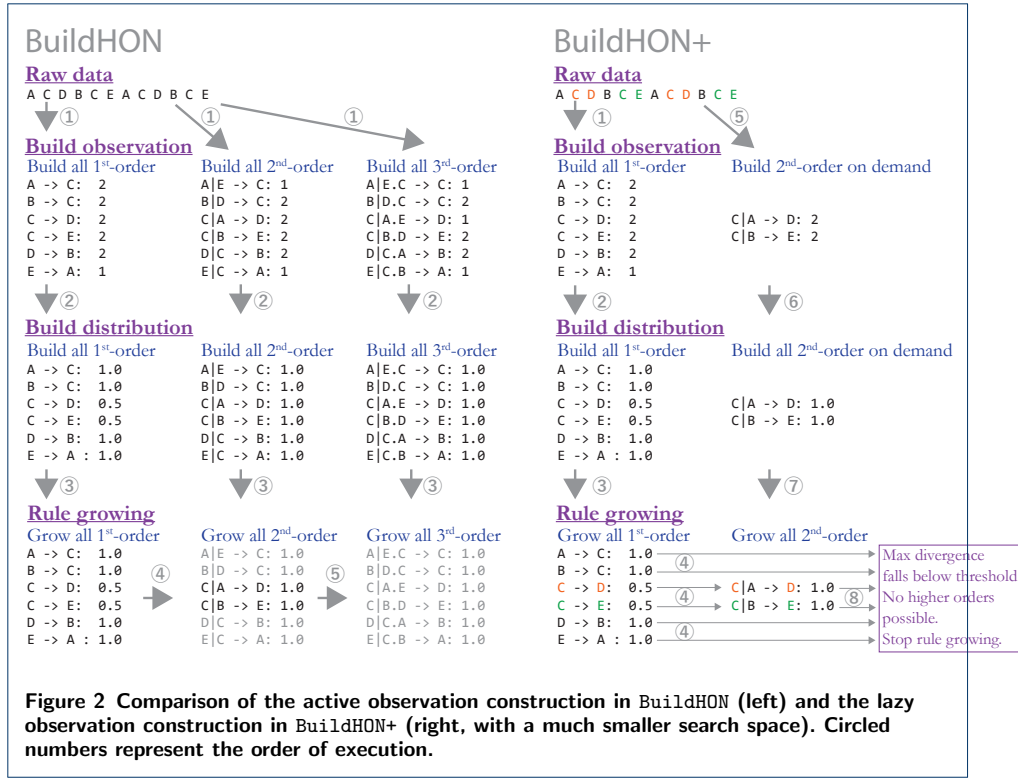 BuildHON
Raw data
A C D B C E A C D B C E
① ① ①
Build observation
Build all 1st-order Build all 2nd-order Build all 3rd-order
A -> C: 2 A|E -> C: 1 A|E.C -> C: 1
B -> C: 2 B|D -> C: 2 B|D.C -> C: 2
C -> D: 2 C|A -> D: 2 C|A.E -> D: 1
C -> E: 2 C|B -> E: 2 C|B.D -> E: 2
D -> B: 2 D|C -> B: 2 D|C.A -> B: 2
E -> A: 1 E|C -> A: 1 E|C.B -> A: 1
② ② ②
Build distribution
Build all 1st-order Build all 2nd-order Build all 3rd-order
A -> C: 1.0 A|E -> C: 1.0 A|E.C -> C: 1.0
B -> C: 1.0 B|D -> C: 1.0 B|D.C -> C: 1.0
C -> D: 0.5 C|A -> D: 1.0 C|A.E -> D: 1.0
C -> E: 0.5 C|B -> E: 1.0 C|B.D -> E: 1.0
D -> B: 1.0 D|C -> B: 1.0 D|C.A -> B: 1.0
E -> A : 1.0 E|C -> A: 1.0 E|C.B -> A: 1.0
③ ③ ③
Rule growing
Grow all 1st-order Grow all 2nd-order Grow all 3rd-order
A -> C: 1.0 A|E -> C: 1.0 A|E.C -> C: 1.0
B -> C: 1.0 ④ B|D -> C: 1.0 ⑤ B|D.C -> C: 1.0
C -> D: 0.5 C|A -> D: 1.0 C|A.E -> D: 1.0
C -> E: 0.5 C|B -> E: 1.0 C|B.D -> E: 1.0
D -> B: 1.0 D|C -> B: 1.0 D|C.A -> B: 1.0
E -> A : 1.0 E|C -> A: 1.0 E|C.B -> A: 1.0
BuildHON+
Raw data
A C D B C E A C D B C E
① ⑤
Build observation
Build all 1st-order Build 2nd-order on demand
A -> C: 2
B -> C: 2
C -> D: 2 C|A -> D: 2
C -> E: 2 C|B -> E: 2
D -> B: 2
E -> A: 1
② ⑥
Build distribution
Build all 1st-order Build all 2nd-order on demand
A -> C: 1.0
B -> C: 1.0
C -> D: 0.5 C|A -> D: 1.0
C -> E: 0.5 C|B -> E: 1.0
D -> B: 1.0
E -> A : 1.0
③ ⑦
Rule growing
Grow all 1st-order Grow all 2nd-order
A -> C: 1.0 ④
B -> C: 1.0
C -> D: 0.5 ④ C|A -> D: 1.0 ⑧
C -> E: 0.5 C|B -> E: 1.0
D -> B: 1.0 ④
E -> A : 1.0
Max divergence
falls below threshold
No higher orders
possible.
Stop rule growing.
Figure 2 Comparison of the active observation construction in BuildHON (left) and the lazy
observation construction in BuildHON+ (right, with a much smaller search space). Circled
numbers represent the order of execution.